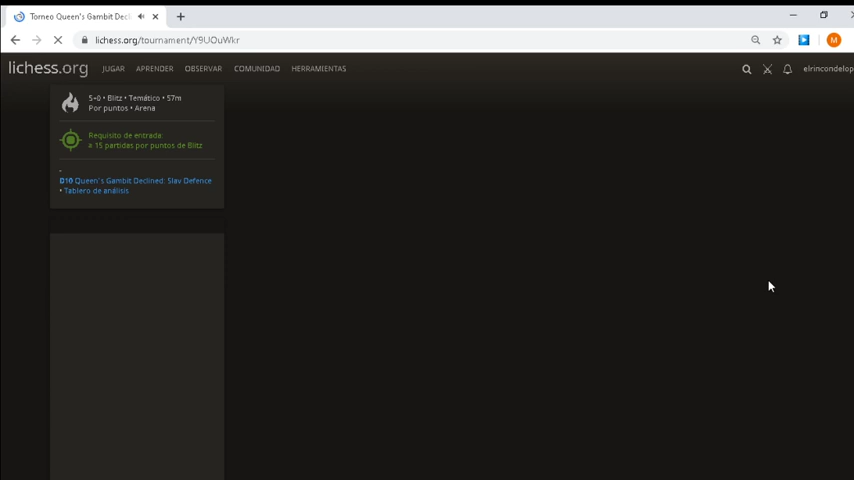 Torneo Queen's Gambit Decli
lichess.org/tournament/Y9UOuWkr
M
lichess.org
JUGAR
APRENDER
OBSERVAR
COMUNIDAD
HERRAMIENTAS
elrincondelop
5+0 • Blitz • Temático • 57m
Por puntos • Arena
Requisito de entrada:
≥ 15 partidas por puntos de Blitz
-
D10 Queen's Gambit Declined: Slav Defence
• Tablero de análisis